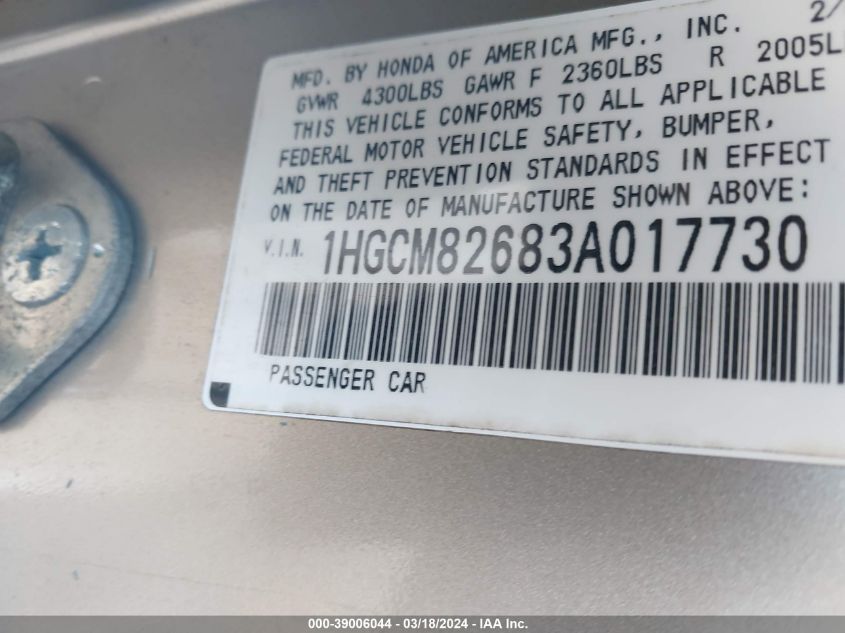 MFD. BY HONDA OF AMERICA MFG., INC. 2/
GVWR 4300LBS GAWR F 2360LBS R 2005L
THIS VEHICLE CONFORMS TO ALL APPLICABLE
FEDERAL MOTOR VEHICLE SAFETY, BUMPER,
AND THEFT PREVENTION STANDARDS IN EFFECT
ON THE DATE OF MANUFACTURE SHOWN ABOVE:
V.I.N. 1HGCM82683A017730
PASSENGER CAR
000-39006044 - 03/18/2024 - IAA Inc.